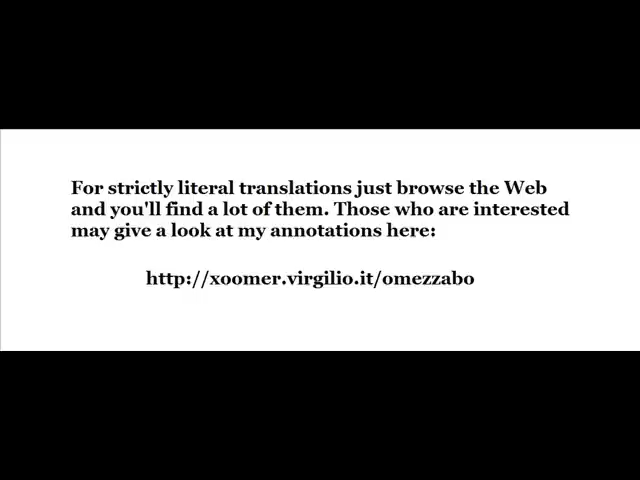 For strictly literal translations just browse the Web
and you'll find a lot of them. Those who are interested
may give a look at my annotations here:
http://xoomer.virgilio.it/omezzabo